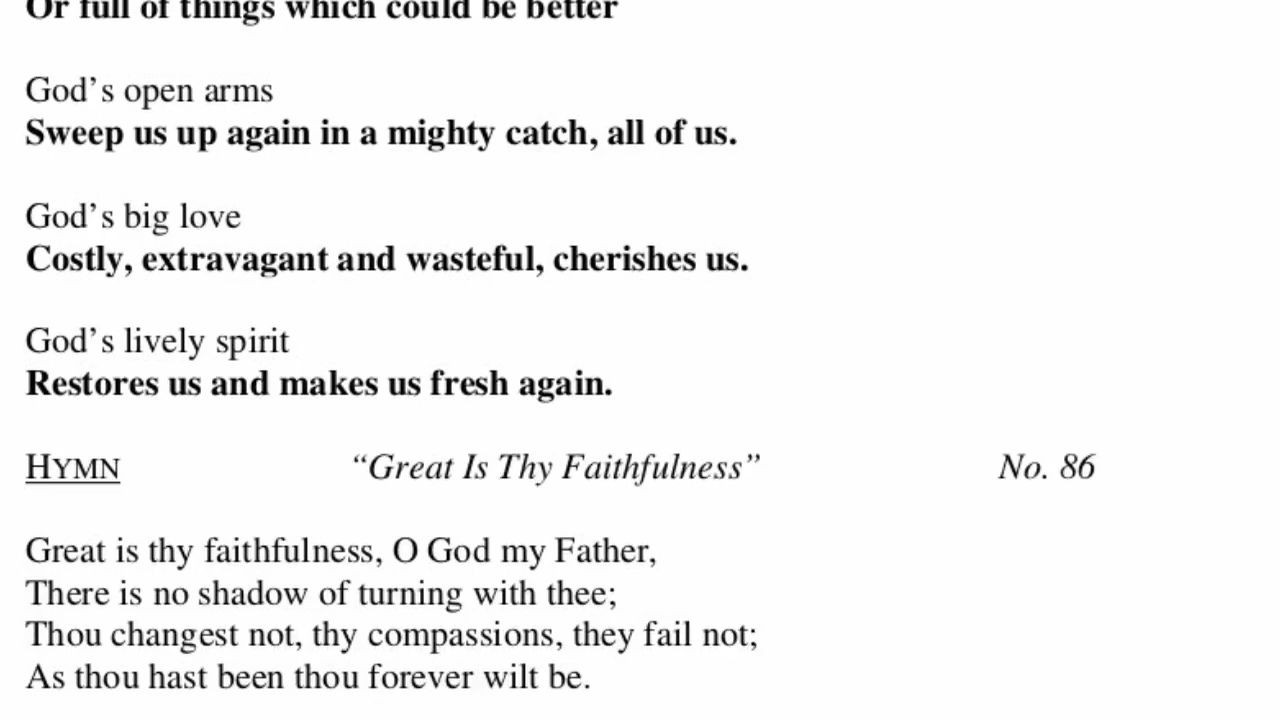 Or full of things which could be better
God’s open arms
Sweep us up again in a mighty catch, all of us.
God’s big love
Costly, extravagant and wasteful, cherishes us.
God’s lively spirit
Restores us and makes us fresh again.
HYMN “Great Is Thy Faithfulness” No. 86
Great is thy faithfulness, O God my Father,
There is no shadow of turning with thee;
Thou changest not, thy compassions, they fail not;
As thou hast been thou forever wilt be.